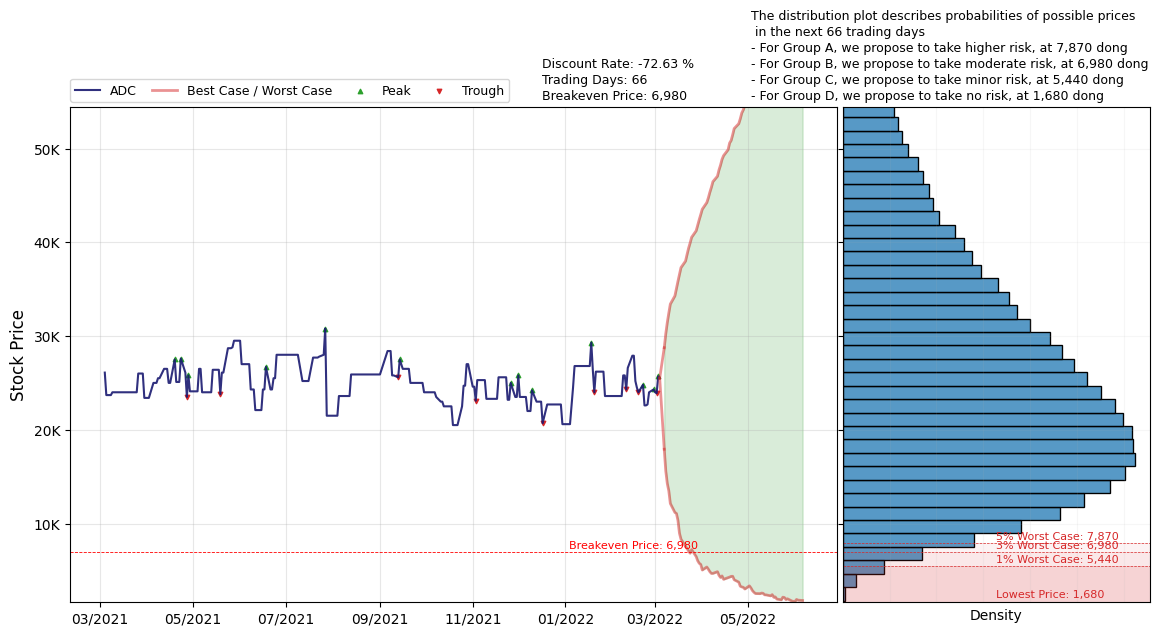 The distribution plot describes probabilities of possible prices
in the next 66 trading days
- For Group A, we propose to take higher risk, at 7,870 dong
- For Group B, we propose to take moderate risk, at 6,980 dong
- For Group C, we propose to take minor risk, at 5,440 dong
- For Group D, we propose to take no risk, at 1,680 dong
Discount Rate: -72.63 %
Trading Days: 66
Breakeven Price: 6,980
ADC
Best Case / Worst Case
Peak
Trough
Stock Price
50K
40K
30K
20K
10K
Breakeven Price: 6,980
03/2021
05/2021
07/2021
09/2021
11/2021
01/2022
03/2022
05/2022
5% Worst Case: 7,870
3% Worst Case: 6,980
1% Worst Case: 5,440
Lowest Price: 1,680
Density